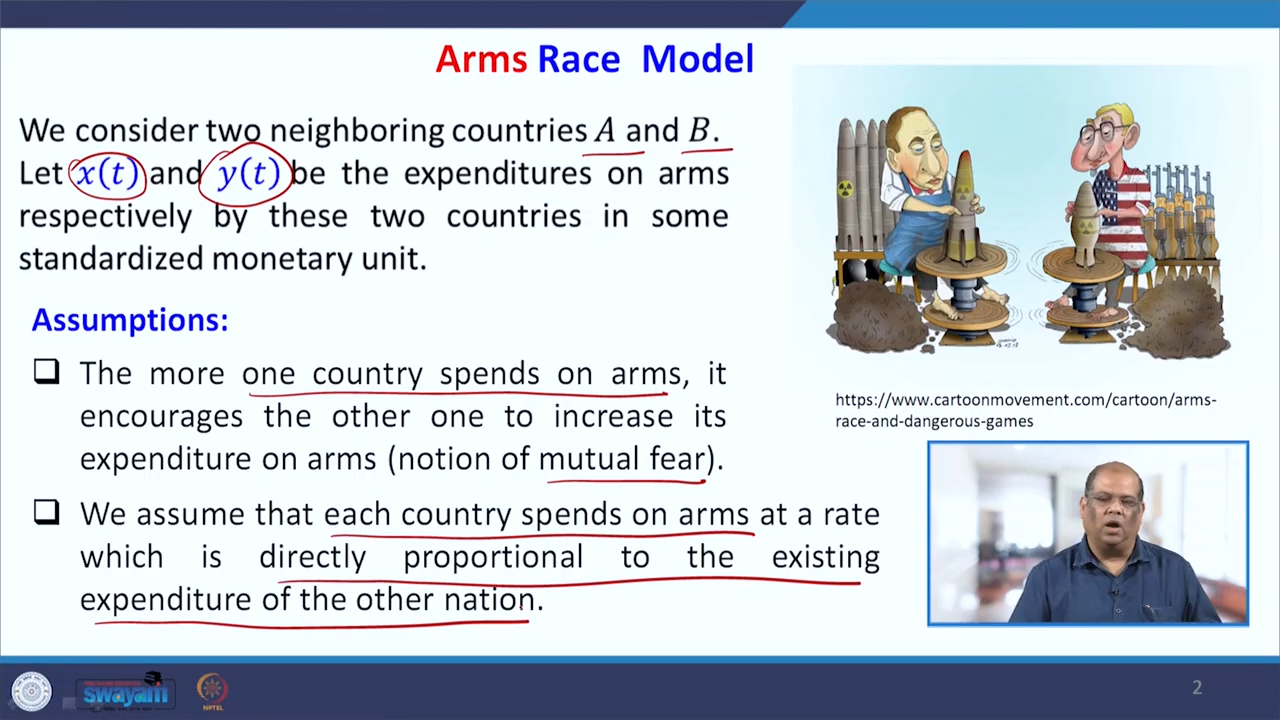 Arms Race Model
We consider two neighboring countries A and B.
Let x(t) and y(t) be the expenditures on arms
respectively by these two countries in some
standardized monetary unit.
Assumptions:
❑ The more one country spends on arms, it
encourages the other one to increase its
expenditure on arms (notion of mutual fear).
❑ We assume that each country spends on arms at a rate
which is directly proportional to the existing
expenditure of the other nation.
https://www.cartoonmovement.com/cartoon/arms-
race-and-dangerous-games
swayam
NPTEL
2